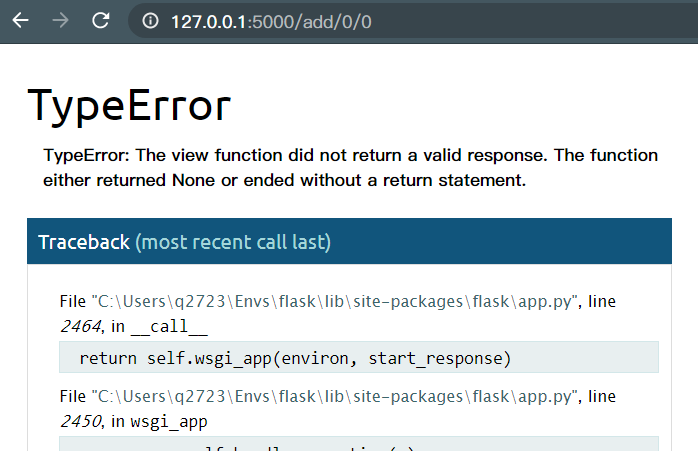 127.0.0.1:5000/add/0/0
TypeError
TypeError: The view function did not return a valid response. The function
either returned None or ended without a return statement.
Traceback (most recent call last)
File "C:\Users\q2723\Envs\flask\lib\site-packages\flask\app.py", line
2464, in __call__
return self.wsgi_app(environ, start_response)
File "C:\Users\q2723\Envs\flask\lib\site-packages\flask\app.py", line
2450, in wsgi_app